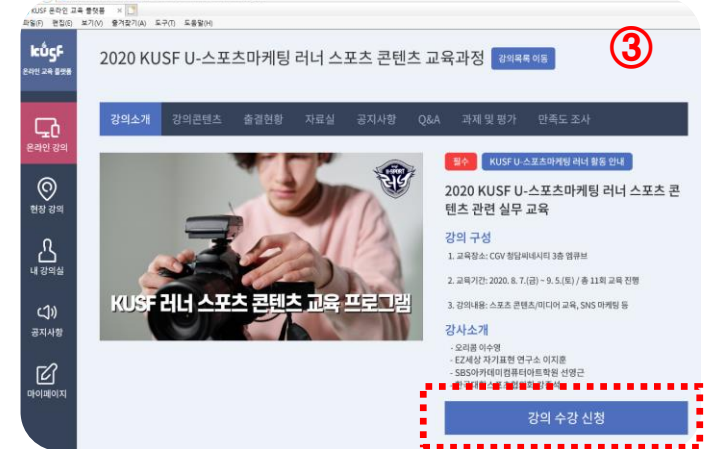 KUSF 온라인 교육 플랫폼
파일(F) 편집(E) 보기(V) 즐겨찾기(A) 도구(T) 도움말(H)
kusf
온라인 교육 플랫폼
2020 KUSF U-스포츠마케팅 러너 스포츠 콘텐츠 교육과정 강의목록 이동
③
강의소개 강의콘텐츠 출결현황 자료실 공지사항 Q&A 과제 및 평가 만족도 조사
온라인 강의
현장 강의
내 강의실
공지사항
마이페이지
U-SPORT
러너
KUSF 러너 스포츠 콘텐츠 교육 프로그램
필수 KUSF U-스포츠마케팅 러너 활동 안내
2020 KUSF U-스포츠마케팅 러너 스포츠 콘
텐츠 관련 실무 교육
강의 구성
1. 교육장소: CGV 청담씨네시티 3층 엠큐브
2. 교육기간: 2020. 8. 7.(금) ~ 9. 5.(토) / 총 11회 교육 진행
3. 강의내용: 스포츠 콘텐츠/미디어 교육, SNS 마케팅 등
강사소개
- 오리콤 이수영
- EZ세상 자기표현 연구소 이지훈
- SBS아카데미컴퓨터아트학원 선영근
강의 수강 신청